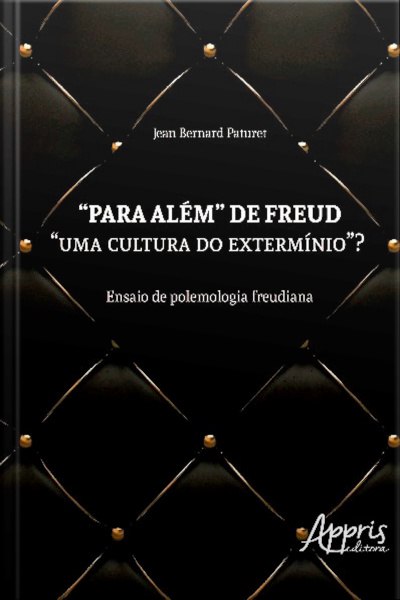 Jean Bernard Paturet
“PARA ALÉM” DE FREUD
“UMA CULTURA DO EXTERMÍNIO”?
Ensaio de polemologia freudiana
Appris
editora